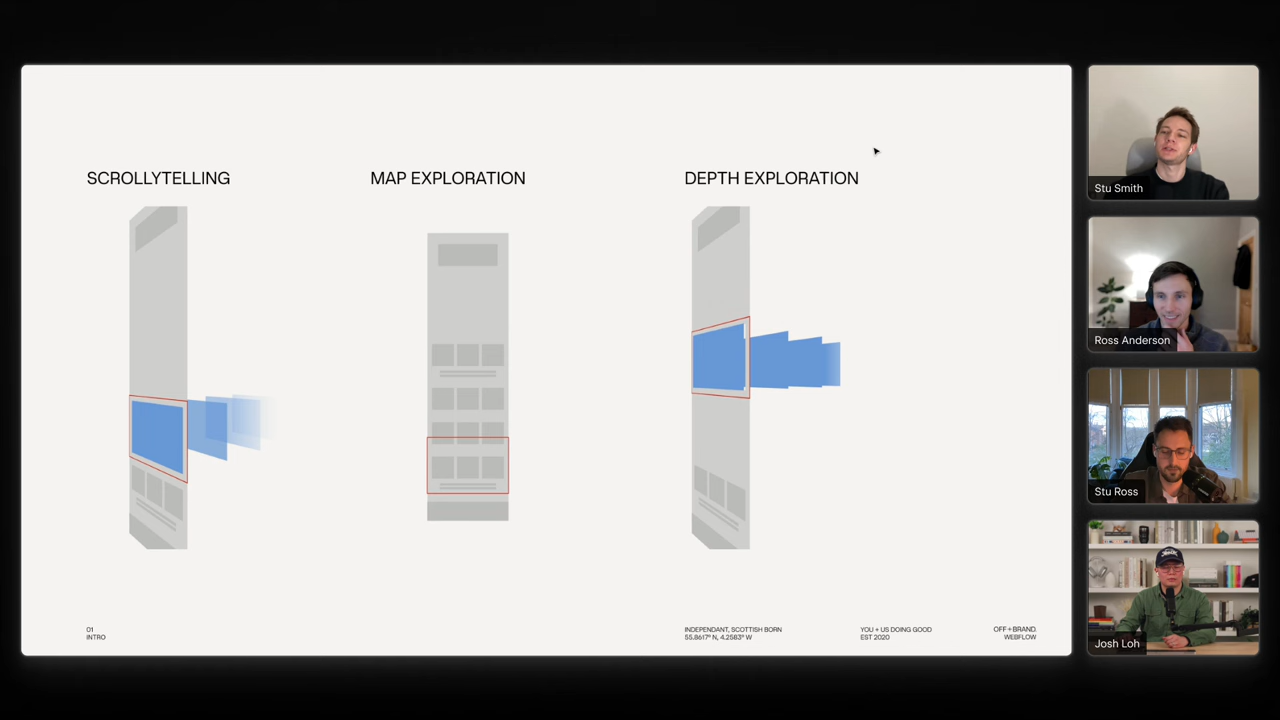 SCROLLYTELLING
MAP EXPLORATION
DEPTH EXPLORATION
01
INTRO
INDEPENDANT, SCOTTISH BORN
55.8617° N, 4.2583° W
YOU + US DOING GOOD
EST 2020
OFF+BRAND.
WEBFLOW
Stu Smith
Ross Anderson
Stu Ross
Josh Loh